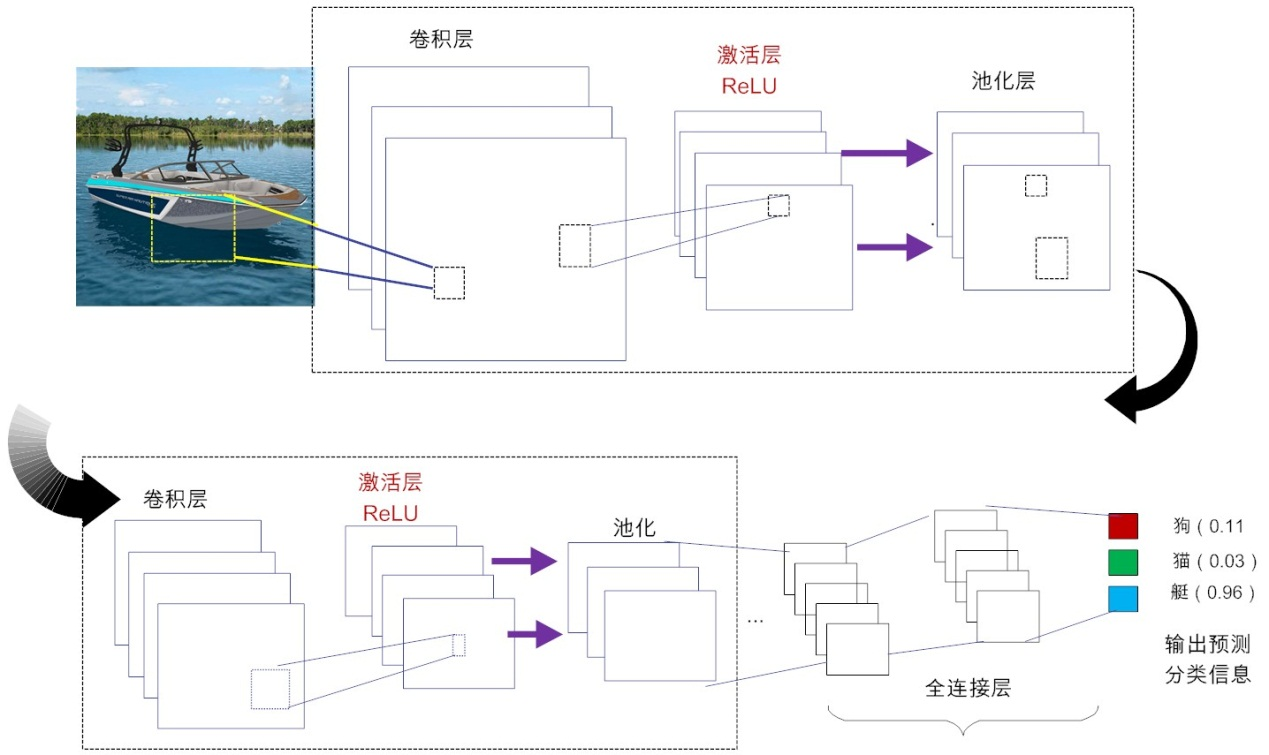 卷积层
激活层
ReLU
池化层
卷积层
激活层
ReLU
池化
...
狗(0.11
猫(0.03)
艇(0.96)
输出预测
分类信息
全连接层